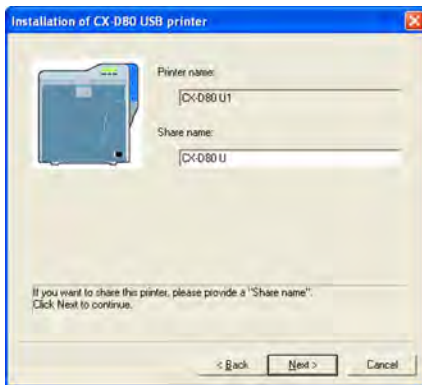 Installation of CX-D80 USB printer
Printer name:
CX-D80 U1
Share name:
CX-D80 U
If you want to share this printer, please provide a "Share name".
Click Next to continue.
< Back
Next >
Cancel